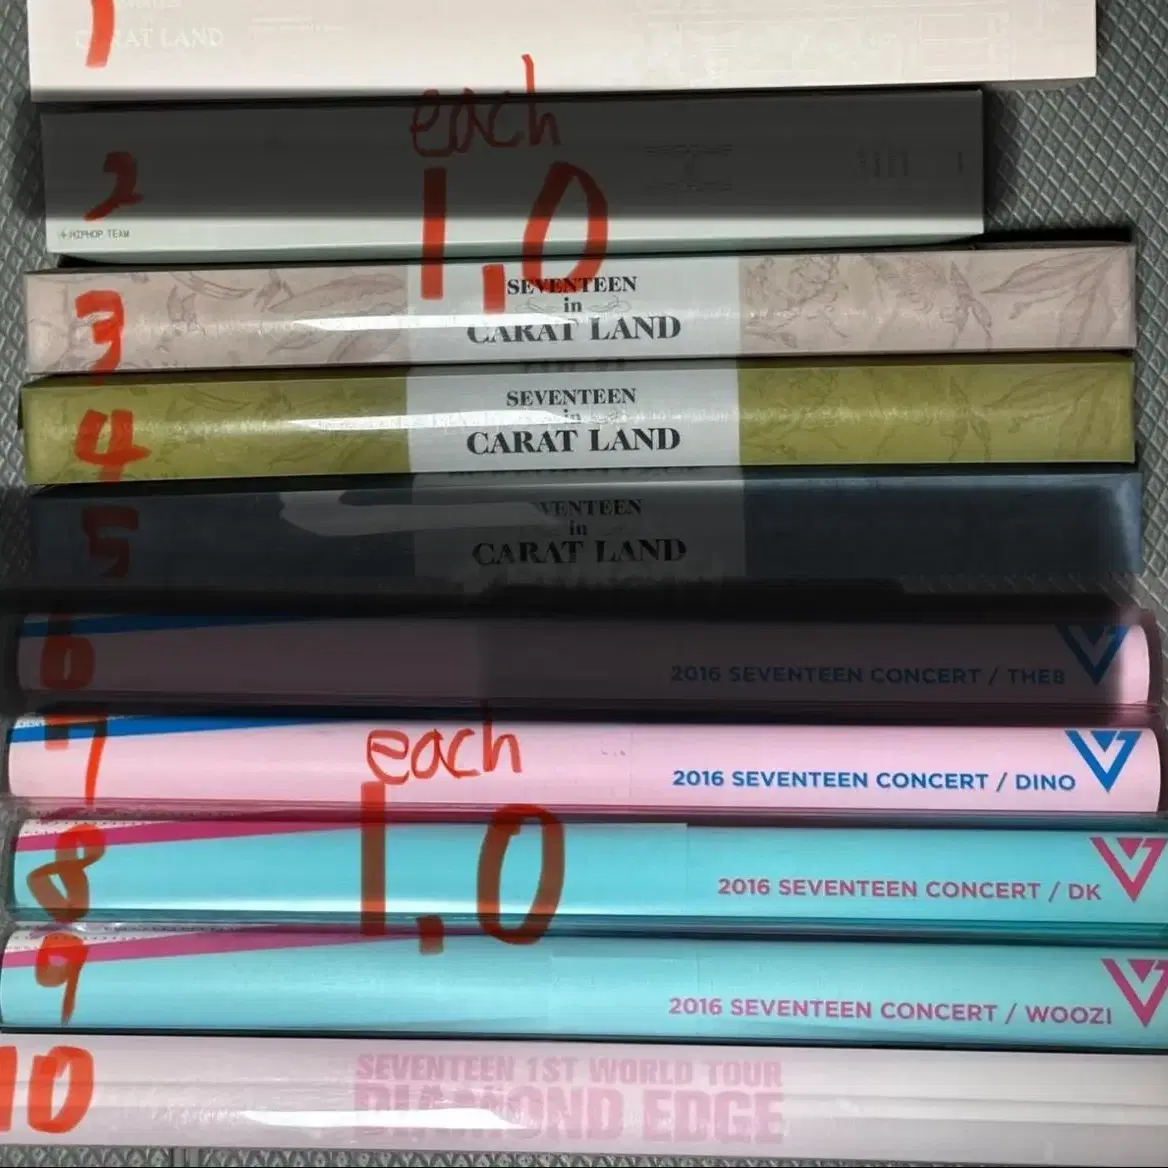 1
CARAT LAND
each
1.0
2
+HIPHOP TEAM
3
SEVENTEEN
in
CARAT LAND
4
SEVENTEEN
in
CARAT LAND
5
VENTEEN
in
CARAT LAND
6
2016 SEVENTEEN CONCERT / THE8
7
each
1.0
2016 SEVENTEEN CONCERT / DINO
8
2016 SEVENTEEN CONCERT / DK
9
2016 SEVENTEEN CONCERT / WOOZI
10
SEVENTEEN 1ST WORLD TOUR
DIAMOND EDGE